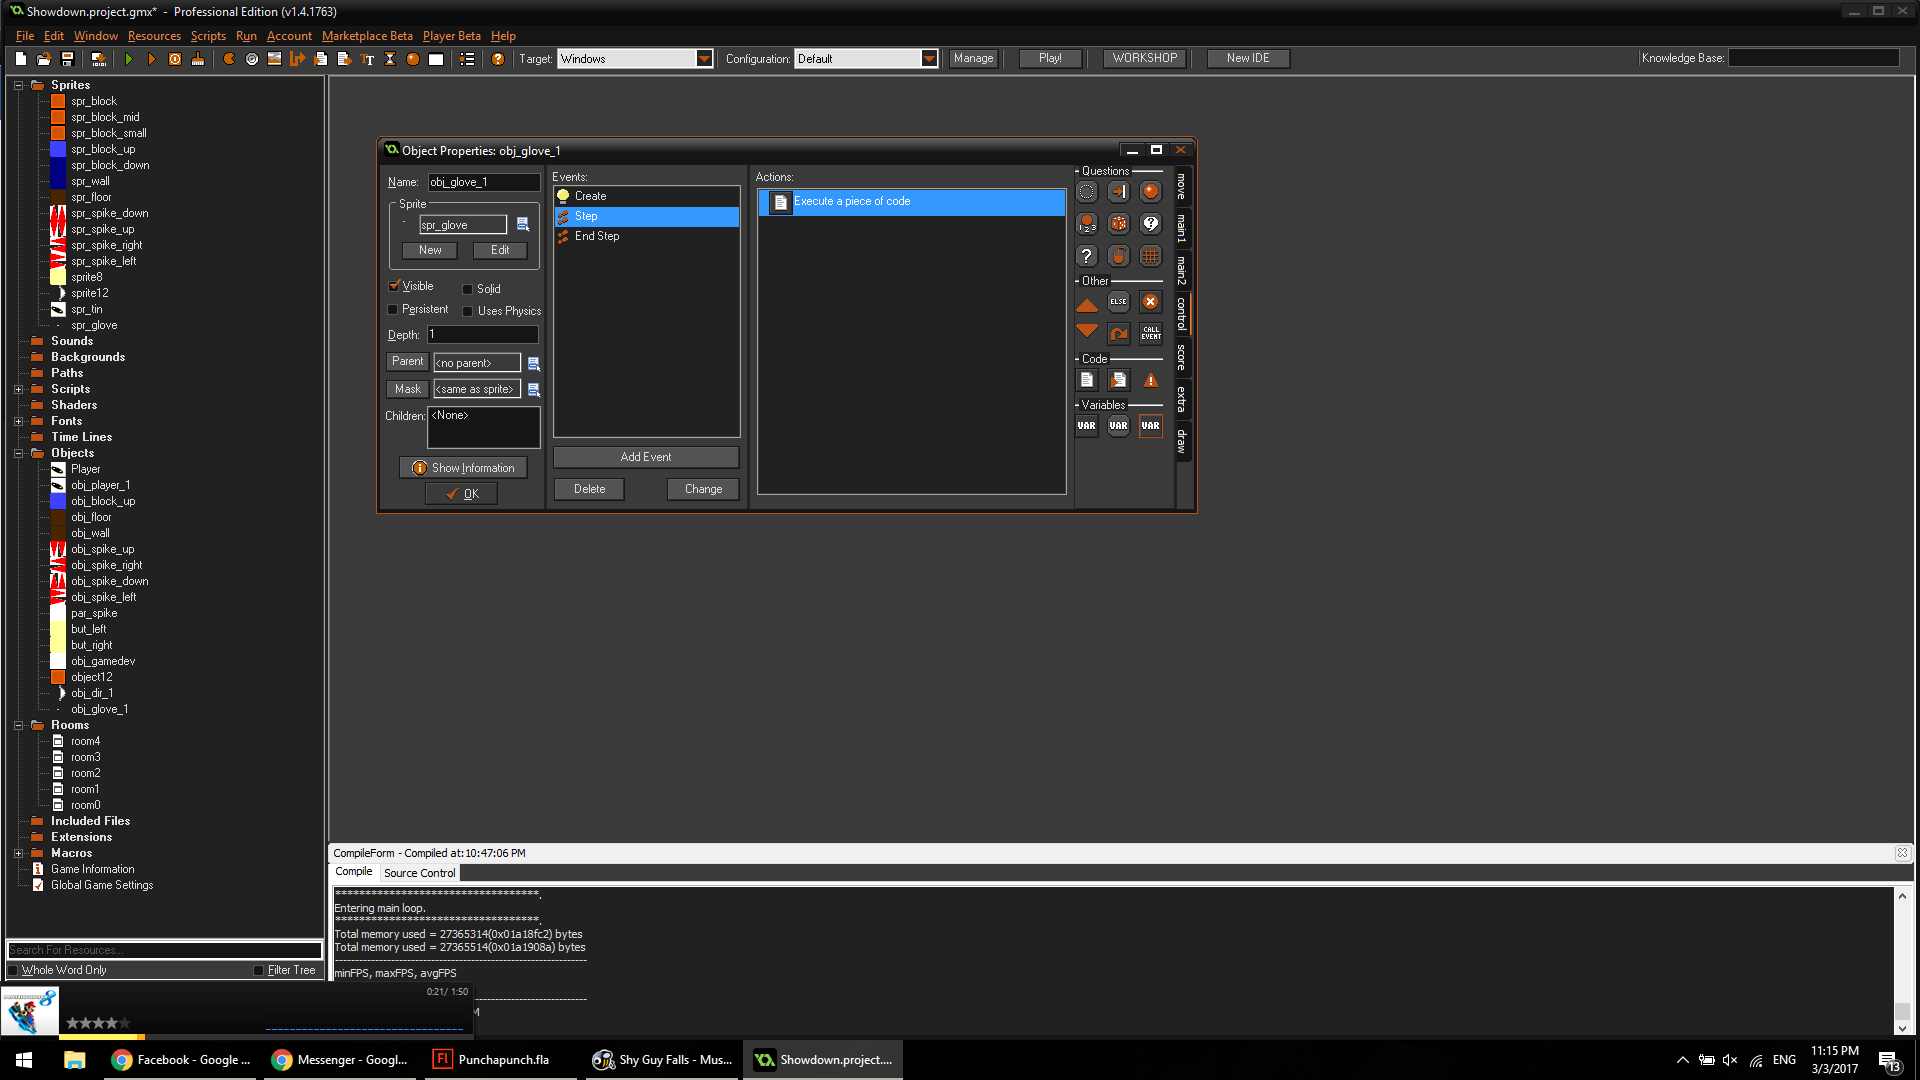 Showdown.project.gmx* - Professional Edition (v1.4.1763)
File Edit Window Resources Scripts Run Account Marketplace Beta Player Beta Help
Target: Windows Configuration: Default Manage Play! WORKSHOP New IDE Knowledge Base:
Sprites
spr_block
spr_block_mid
spr_block_small
spr_block_up
spr_block_down
spr_wall
spr_floor
spr_spike_down
spr_spike_up
spr_spike_right
spr_spike_left
sprite8
sprite12
spr_tin
spr_glove
Sounds
Backgrounds
Paths
Scripts
Shaders
Fonts
Time Lines
Objects
Player
obj_player_1
obj_block_up
obj_floor
obj_wall
obj_spike_up
obj_spike_right
obj_spike_down
obj_spike_left
par_spike
but_left
but_right
obj_gamedev
object12
obj_dir_1
obj_glove_1
Rooms
room4
room3
room2
room1
room0
Included Files
Extensions
Macros
Game Information
Global Game Settings
Search For Resources...
Whole Word Only Filter Tree
Object Properties: obj_glove_1
Name: obj_glove_1
Sprite
spr_glove
New Edit
Visible Solid
Persistent Uses Physics
Depth: 1
Parent <no parent>
Mask <same as sprite>
Children: <None>
Show Information
OK
Events:
Create
Step
End Step
Add Event
Delete Change
Actions:
Execute a piece of code
Questions
1 2 3
?
?
Other
ELSE
CALL EVENT
Code
Variables
VAR VAR VAR
move
main1
main2
control
score
extra
draw
CompileForm - Compiled at: 10:47:06 PM
Compile Source Control
**********************************.
Entering main loop.
**********************************.
Total memory used = 27365314(0x01a18fc2) bytes
Total memory used = 27365514(0x01a1908a) bytes
minFPS, maxFPS, avgFPS
M
0:21/ 1:50
8
Facebook - Google ...
Messenger - Googl...
Fl
Punchapunch.fla
Shy Guy Falls - Mus...
Showdown.project....
ENG
11:15 PM
3/3/2017
13